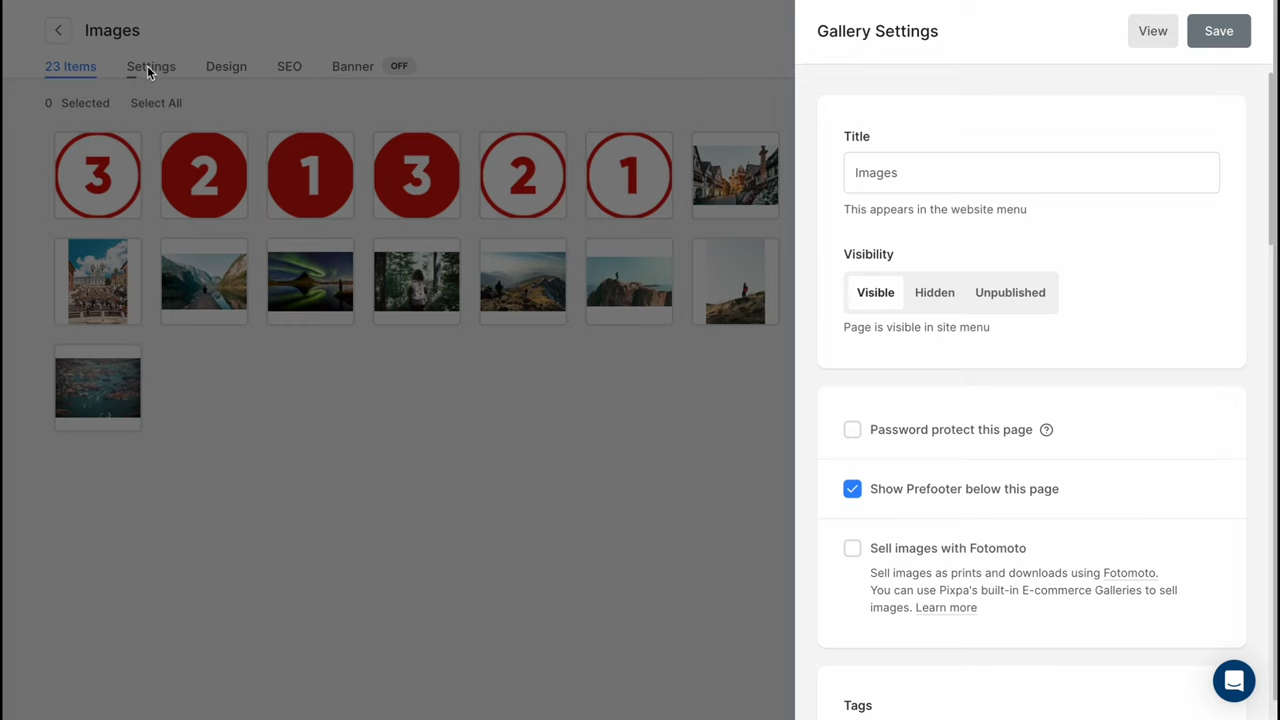 Images
23 Items Settings Design SEO Banner OFF
0 Selected Select All
3 2 1 3 2 1
Gallery Settings
View Save
Title
Images
This appears in the website menu
Visibility
Visible Hidden Unpublished
Page is visible in site menu
Password protect this page ?
Show Prefooter below this page
Sell images with Fotomoto
Sell images as prints and downloads using Fotomoto.
You can use Pixpa's built-in E-commerce Galleries to sell
images. Learn more
Tags